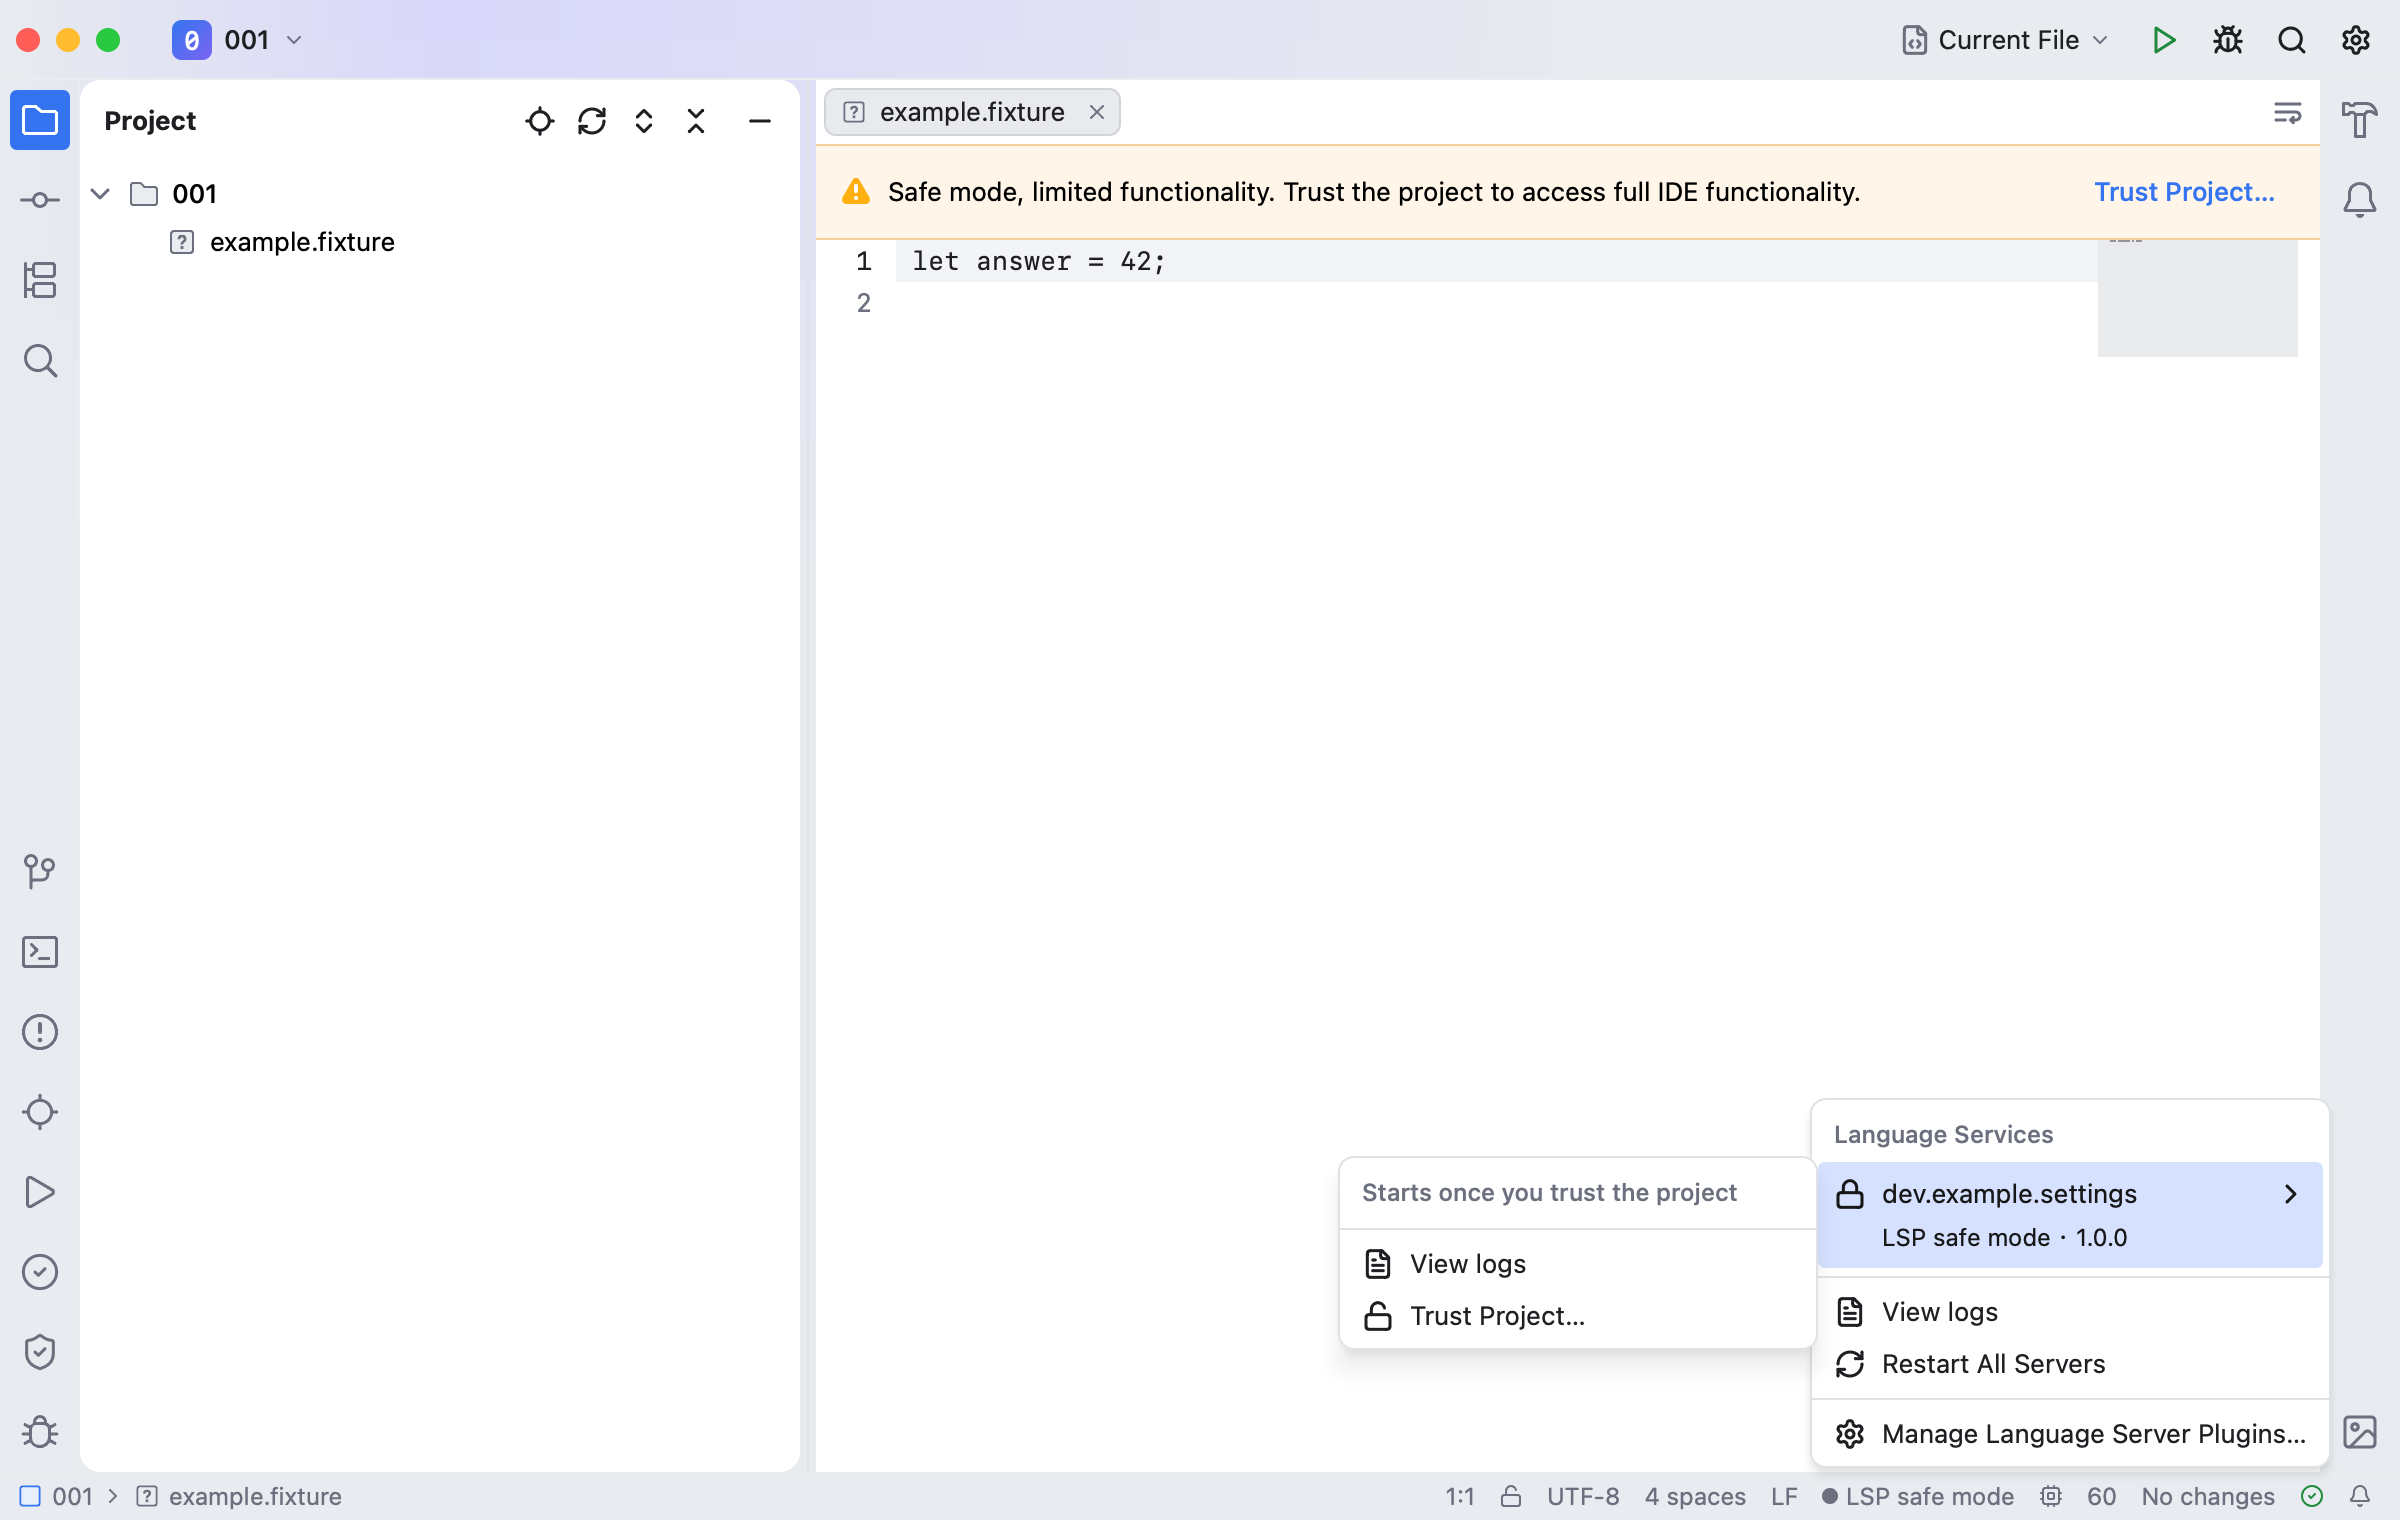 0 001
Current File
Project
001
example.fixture
example.fixture
Safe mode, limited functionality. Trust the project to access full IDE functionality.
Trust Project...
1 let answer = 42;
2
Language Services
dev.example.settings
LSP safe mode · 1.0.0
View logs
Restart All Servers
Manage Language Server Plugins...
Starts once you trust the project
View logs
Trust Project...
001 > example.fixture
1:1 UTF-8 4 spaces LF LSP safe mode 60 No changes